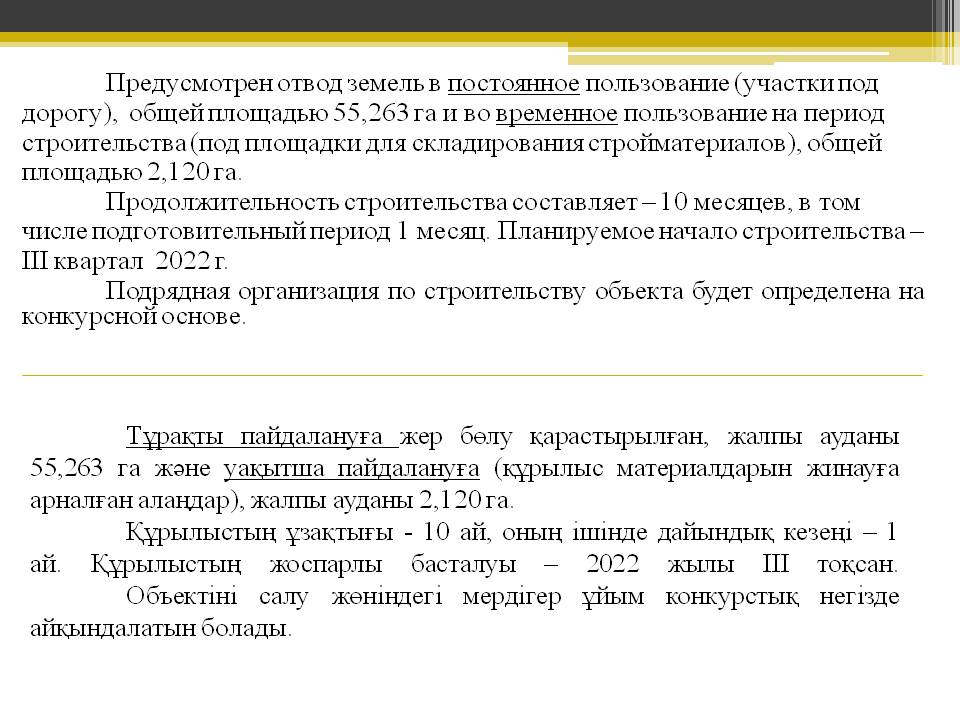 Предусмотрен отвод земель в постоянное пользование (участки под
дорогу), общей площадью 55,263 га и во временное пользование на период
строительства (под площадки для складирования стройматериалов), общей
площадью 2,120 га.
Продолжительность строительства составляет – 10 месяцев, в том
числе подготовительный период 1 месяц. Планируемое начало строительства –
III квартал 2022 г.
Подрядная организация по строительству объекта будет определена на
конкурсной основе.
Тұрақты пайдалануға жер бөлу қарастырылған, жалпы ауданы
55,263 га және уақытша пайдалануға (құрылыс материалдарын жинауға
арналған алаңдар), жалпы ауданы 2,120 га.
Құрылыстың ұзақтығы - 10 ай, оның ішінде дайындық кезеңі – 1
ай. Құрылыстың жоспарлы басталуы – 2022 жылы III тоқсан.
Объектіні салу жөніндегі мердігер ұйым конкурстық негізде
айқындалатын болады.